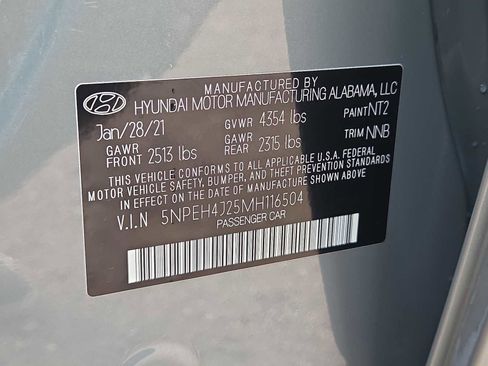 MANUFACTURED BY
HYUNDAI MOTOR MANUFACTURING ALABAMA, LLC
Jan/28/21 GVWR 4354 lbs PAINT NT2
GAWR FRONT 2513 lbs GAWR REAR 2315 lbs TRIM NNB
THIS VEHICLE CONFORMS TO ALL APPLICABLE U.S.A. FEDERAL
MOTOR VEHICLE SAFETY, BUMPER, AND THEFT PREVENTION STANDARDS IN
EFFECT ON THE DATE OF MANUFACTURE SHOWN ABOVE.
V.I.N 5NPEH4J25MH116504
PASSENGER CAR